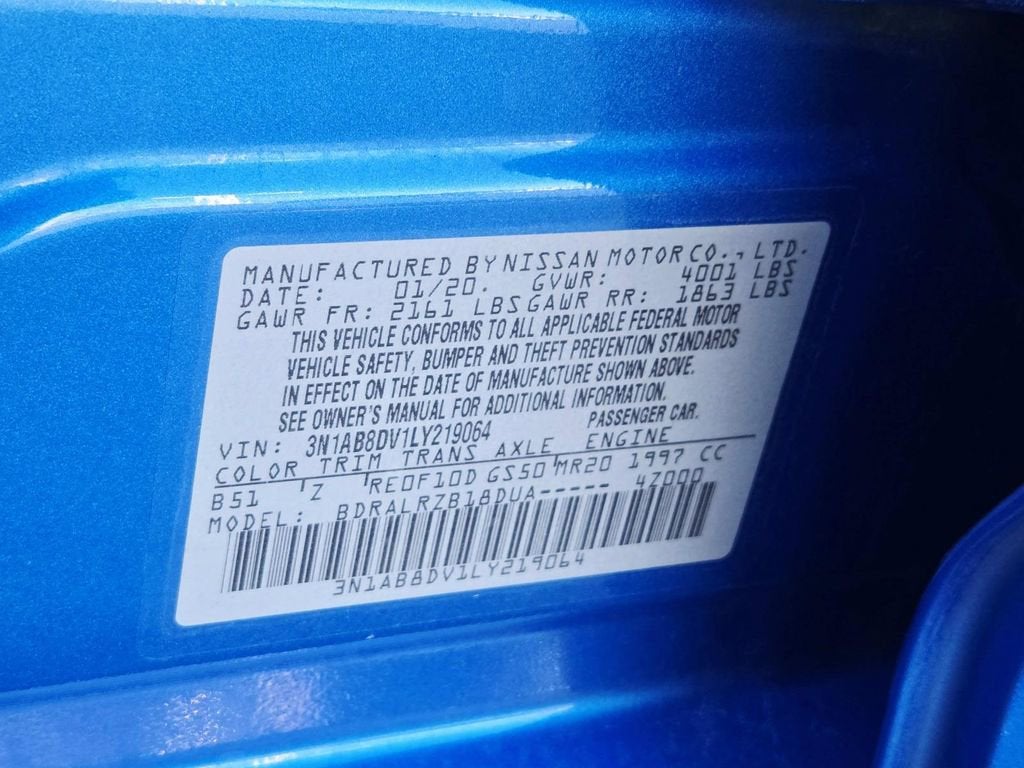 MANUFACTURED BY NISSAN MOTOR CO., LTD.
DATE: 01/20. GVWR: 4001 LBS
GAWR FR: 2161 LBS GAWR RR: 1863 LBS
THIS VEHICLE CONFORMS TO ALL APPLICABLE FEDERAL MOTOR
VEHICLE SAFETY, BUMPER AND THEFT PREVENTION STANDARDS
IN EFFECT ON THE DATE OF MANUFACTURE SHOWN ABOVE.
SEE OWNER'S MANUAL FOR ADDITIONAL INFORMATION.
VIN: 3N1AB8DV1LY219064 PASSENGER CAR.
COLOR TRIM TRANS AXLE ENGINE
B51 Z RE0F10D GS50 MR20 1997 CC
MODEL: BDRALRZB18DUA----- 4Z000
3N1AB8DV1LY219064